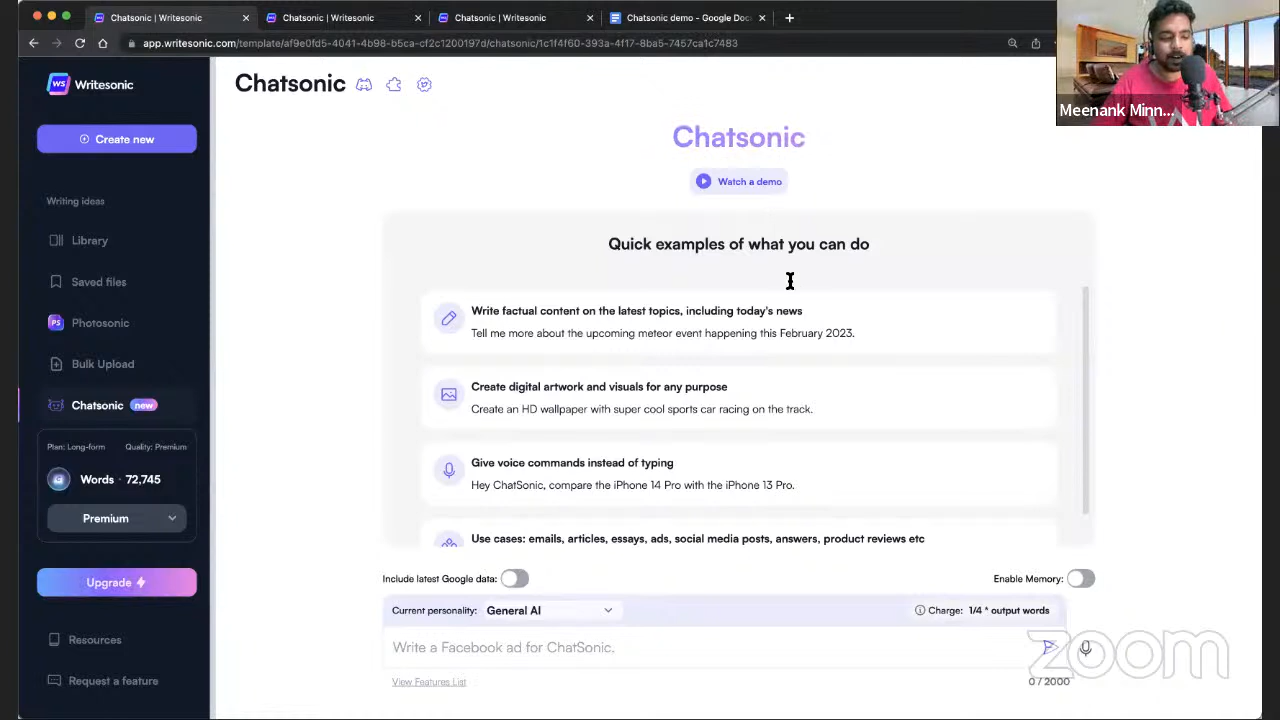 Chatsonic | Writesonic
Chatsonic | Writesonic
Chatsonic | Writesonic
Chatsonic demo - Google Doc
app.writesonic.com/template/af9e0fd5-4041-4b98-b5ca-cf2c1200197d/chatsonic/1c1f4f60-393a-4f17-8ba5-7457ca1c7483
Meenank Minn...
WS Writesonic
Create new
Writing ideas
Library
Saved files
PS Photosonic
Bulk Upload
Chatsonic new
Plan: Long-form Quality: Premium
Words · 72,745
Premium
Upgrade
Resources
Request a feature
Chatsonic
Chatsonic
Watch a demo
Quick examples of what you can do
Write factual content on the latest topics, including today's news
Tell me more about the upcoming meteor event happening this February 2023.
Create digital artwork and visuals for any purpose
Create an HD wallpaper with super cool sports car racing on the track.
Give voice commands instead of typing
Hey ChatSonic, compare the iPhone 14 Pro with the iPhone 13 Pro.
Use cases: emails, articles, essays, ads, social media posts, answers, product reviews etc
Include latest Google data:
Enable Memory:
Current personality: General AI
Charge: 1/4 * output words
Write a Facebook ad for ChatSonic.
View Features List
0 / 2000
zoom